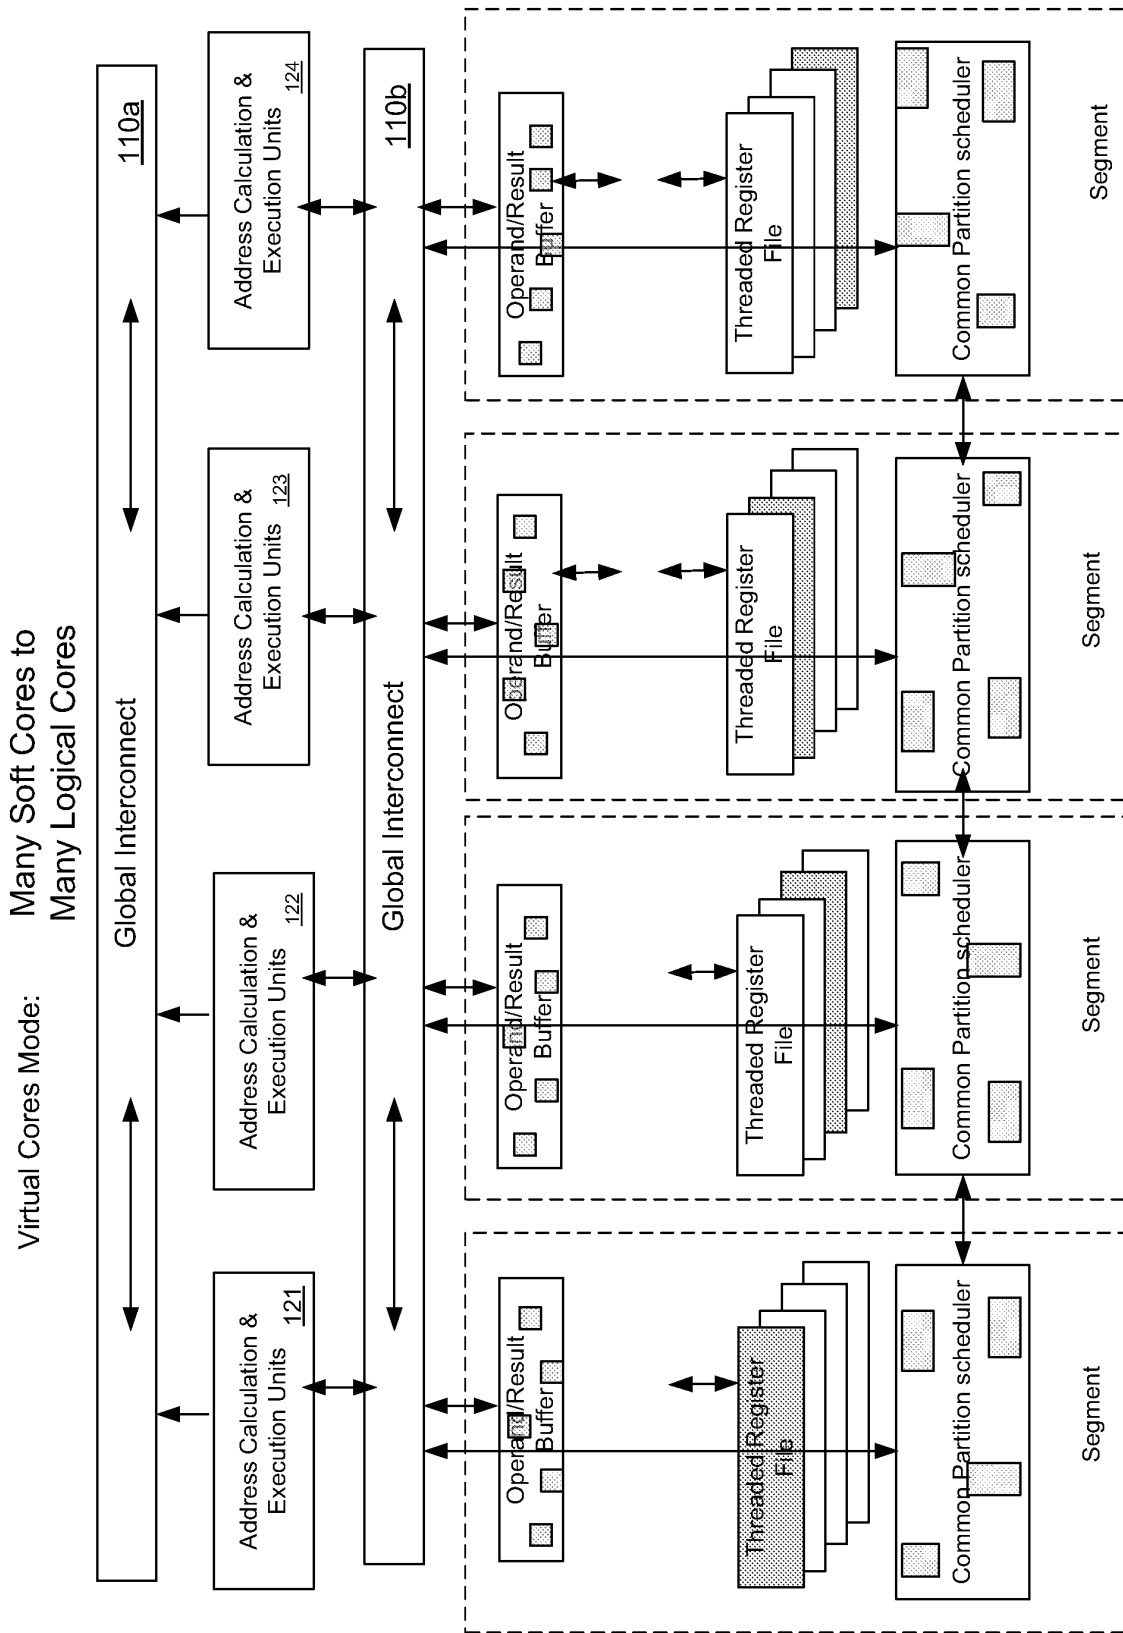 Virtual Cores Mode:
Many Soft Cores to
Many Logical Cores
Global Interconnect
110a
Address Calculation &
Execution Units
121
Address Calculation &
Execution Units
122
Address Calculation &
Execution Units
123
Address Calculation &
Execution Units
124
Global Interconnect
110b
Operand/Result
Buffer
Operand/Result
Buffer
Operand/Result
Buffer
Operand/Result
Buffer
Threaded Register
File
Threaded Register
File
Threaded Register
File
Threaded Register
File
Common Partition scheduler
Common Partition scheduler
Common Partition scheduler
Common Partition scheduler
Segment
Segment
Segment
Segment